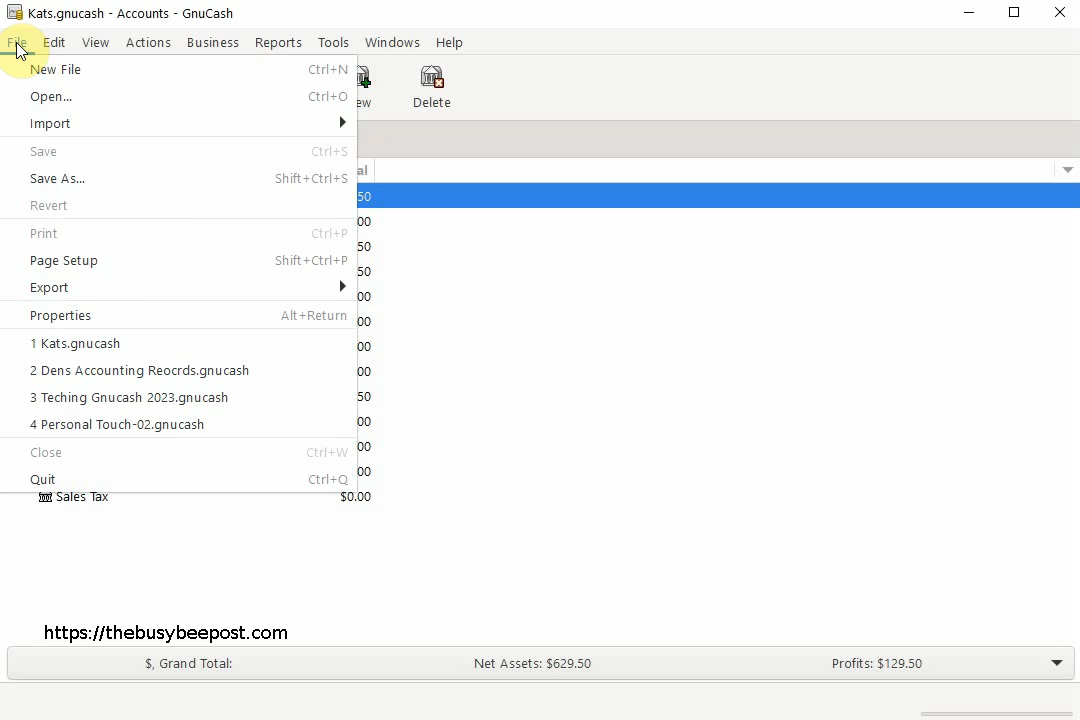 Kats.gnucash - Accounts - GnuCash
File Edit View Actions Business Reports Tools Windows Help
New File Ctrl+N
Open... Ctrl+O
Import
Save Ctrl+S
Save As... Shift+Ctrl+S
Revert
Print Ctrl+P
Page Setup Shift+Ctrl+P
Export
Properties Alt+Return
1 Kats.gnucash
2 Dens Accounting Reocrds.gnucash
3 Teching Gnucash 2023.gnucash
4 Personal Touch-02.gnucash
Close Ctrl+W
Quit Ctrl+Q
ew Delete
al
50
00
50
50
00
00
00
00
50
00
00
00
Sales Tax $0.00
https://thebusybeepost.com
$, Grand Total: Net Assets: $629.50 Profits: $129.50